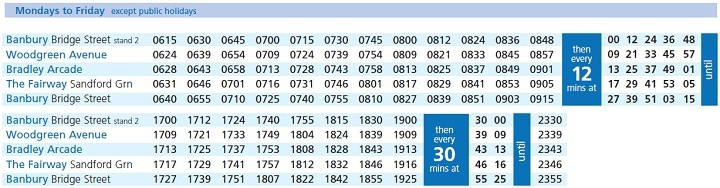 Mondays to Friday except public holidays
Banbury Bridge Street stand 2 0615 0630 0645 0700 0715 0730 0745 0800 0812 0824 0836 0848 then every 12 mins at 00 12 24 36 48 until
Woodgreen Avenue 0624 0639 0654 0709 0724 0739 0754 0809 0821 0833 0845 0857 09 21 33 45 57
Bradley Arcade 0628 0643 0658 0713 0728 0743 0758 0813 0825 0837 0849 0901 13 25 37 49 01
The Fairway Sandford Grn 0631 0646 0701 0716 0731 0746 0801 0817 0829 0841 0853 0905 17 29 41 53 05
Banbury Bridge Street 0640 0655 0710 0725 0740 0755 0810 0827 0839 0851 0903 0915 27 39 51 03 15
Banbury Bridge Street stand 2 1700 1712 1724 1740 1755 1815 1830 1900 then every 30 mins at 30 00 until 2330
Woodgreen Avenue 1709 1721 1733 1749 1804 1824 1839 1909 39 09 2339
Bradley Arcade 1713 1725 1737 1753 1808 1828 1843 1913 43 13 2343
The Fairway Sandford Grn 1717 1729 1741 1757 1812 1832 1846 1916 46 16 2346
Banbury Bridge Street 1727 1739 1751 1807 1822 1842 1855 1925 55 25 2355